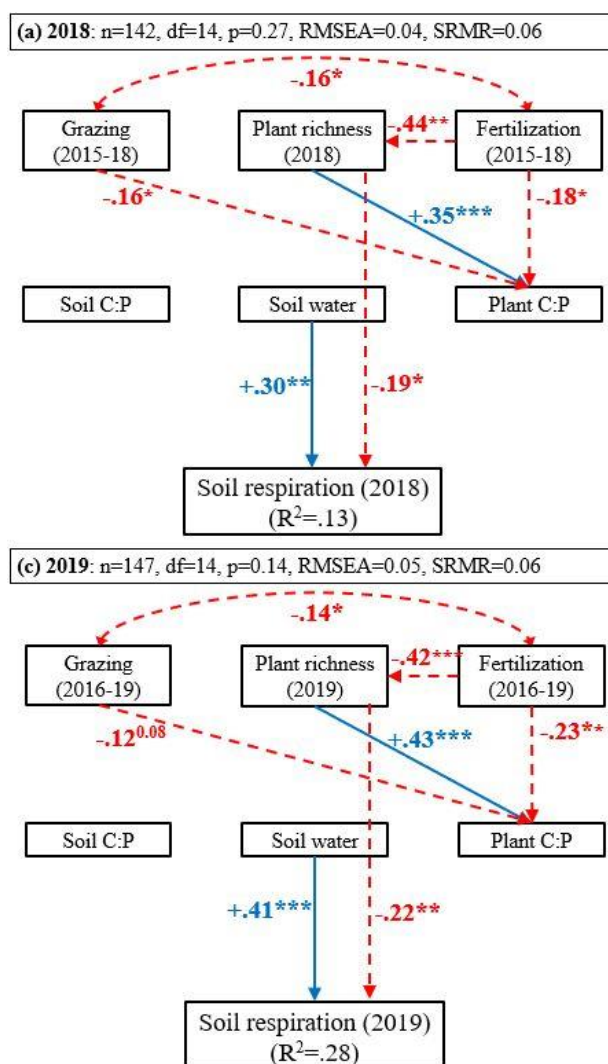 (a) 2018: n=142, df=14, p=0.27, RMSEA=0.04, SRMR=0.06
-.16*
Grazing
(2015-18)
Plant richness
(2018)
-.44**
Fertilization
(2015-18)
-.16*
+.35***
-.18*
Soil C:P
Soil water
Plant C:P
+.30**
-.19*
Soil respiration (2018)
(R²=.13)
(c) 2019: n=147, df=14, p=0.14, RMSEA=0.05, SRMR=0.06
-.14*
Grazing
(2016-19)
Plant richness
(2019)
-.42***
Fertilization
(2016-19)
-.12⁰·⁰⁸
+.43***
-.23**
Soil C:P
Soil water
Plant C:P
+.41***
-.22**
Soil respiration (2019)
(R²=.28)